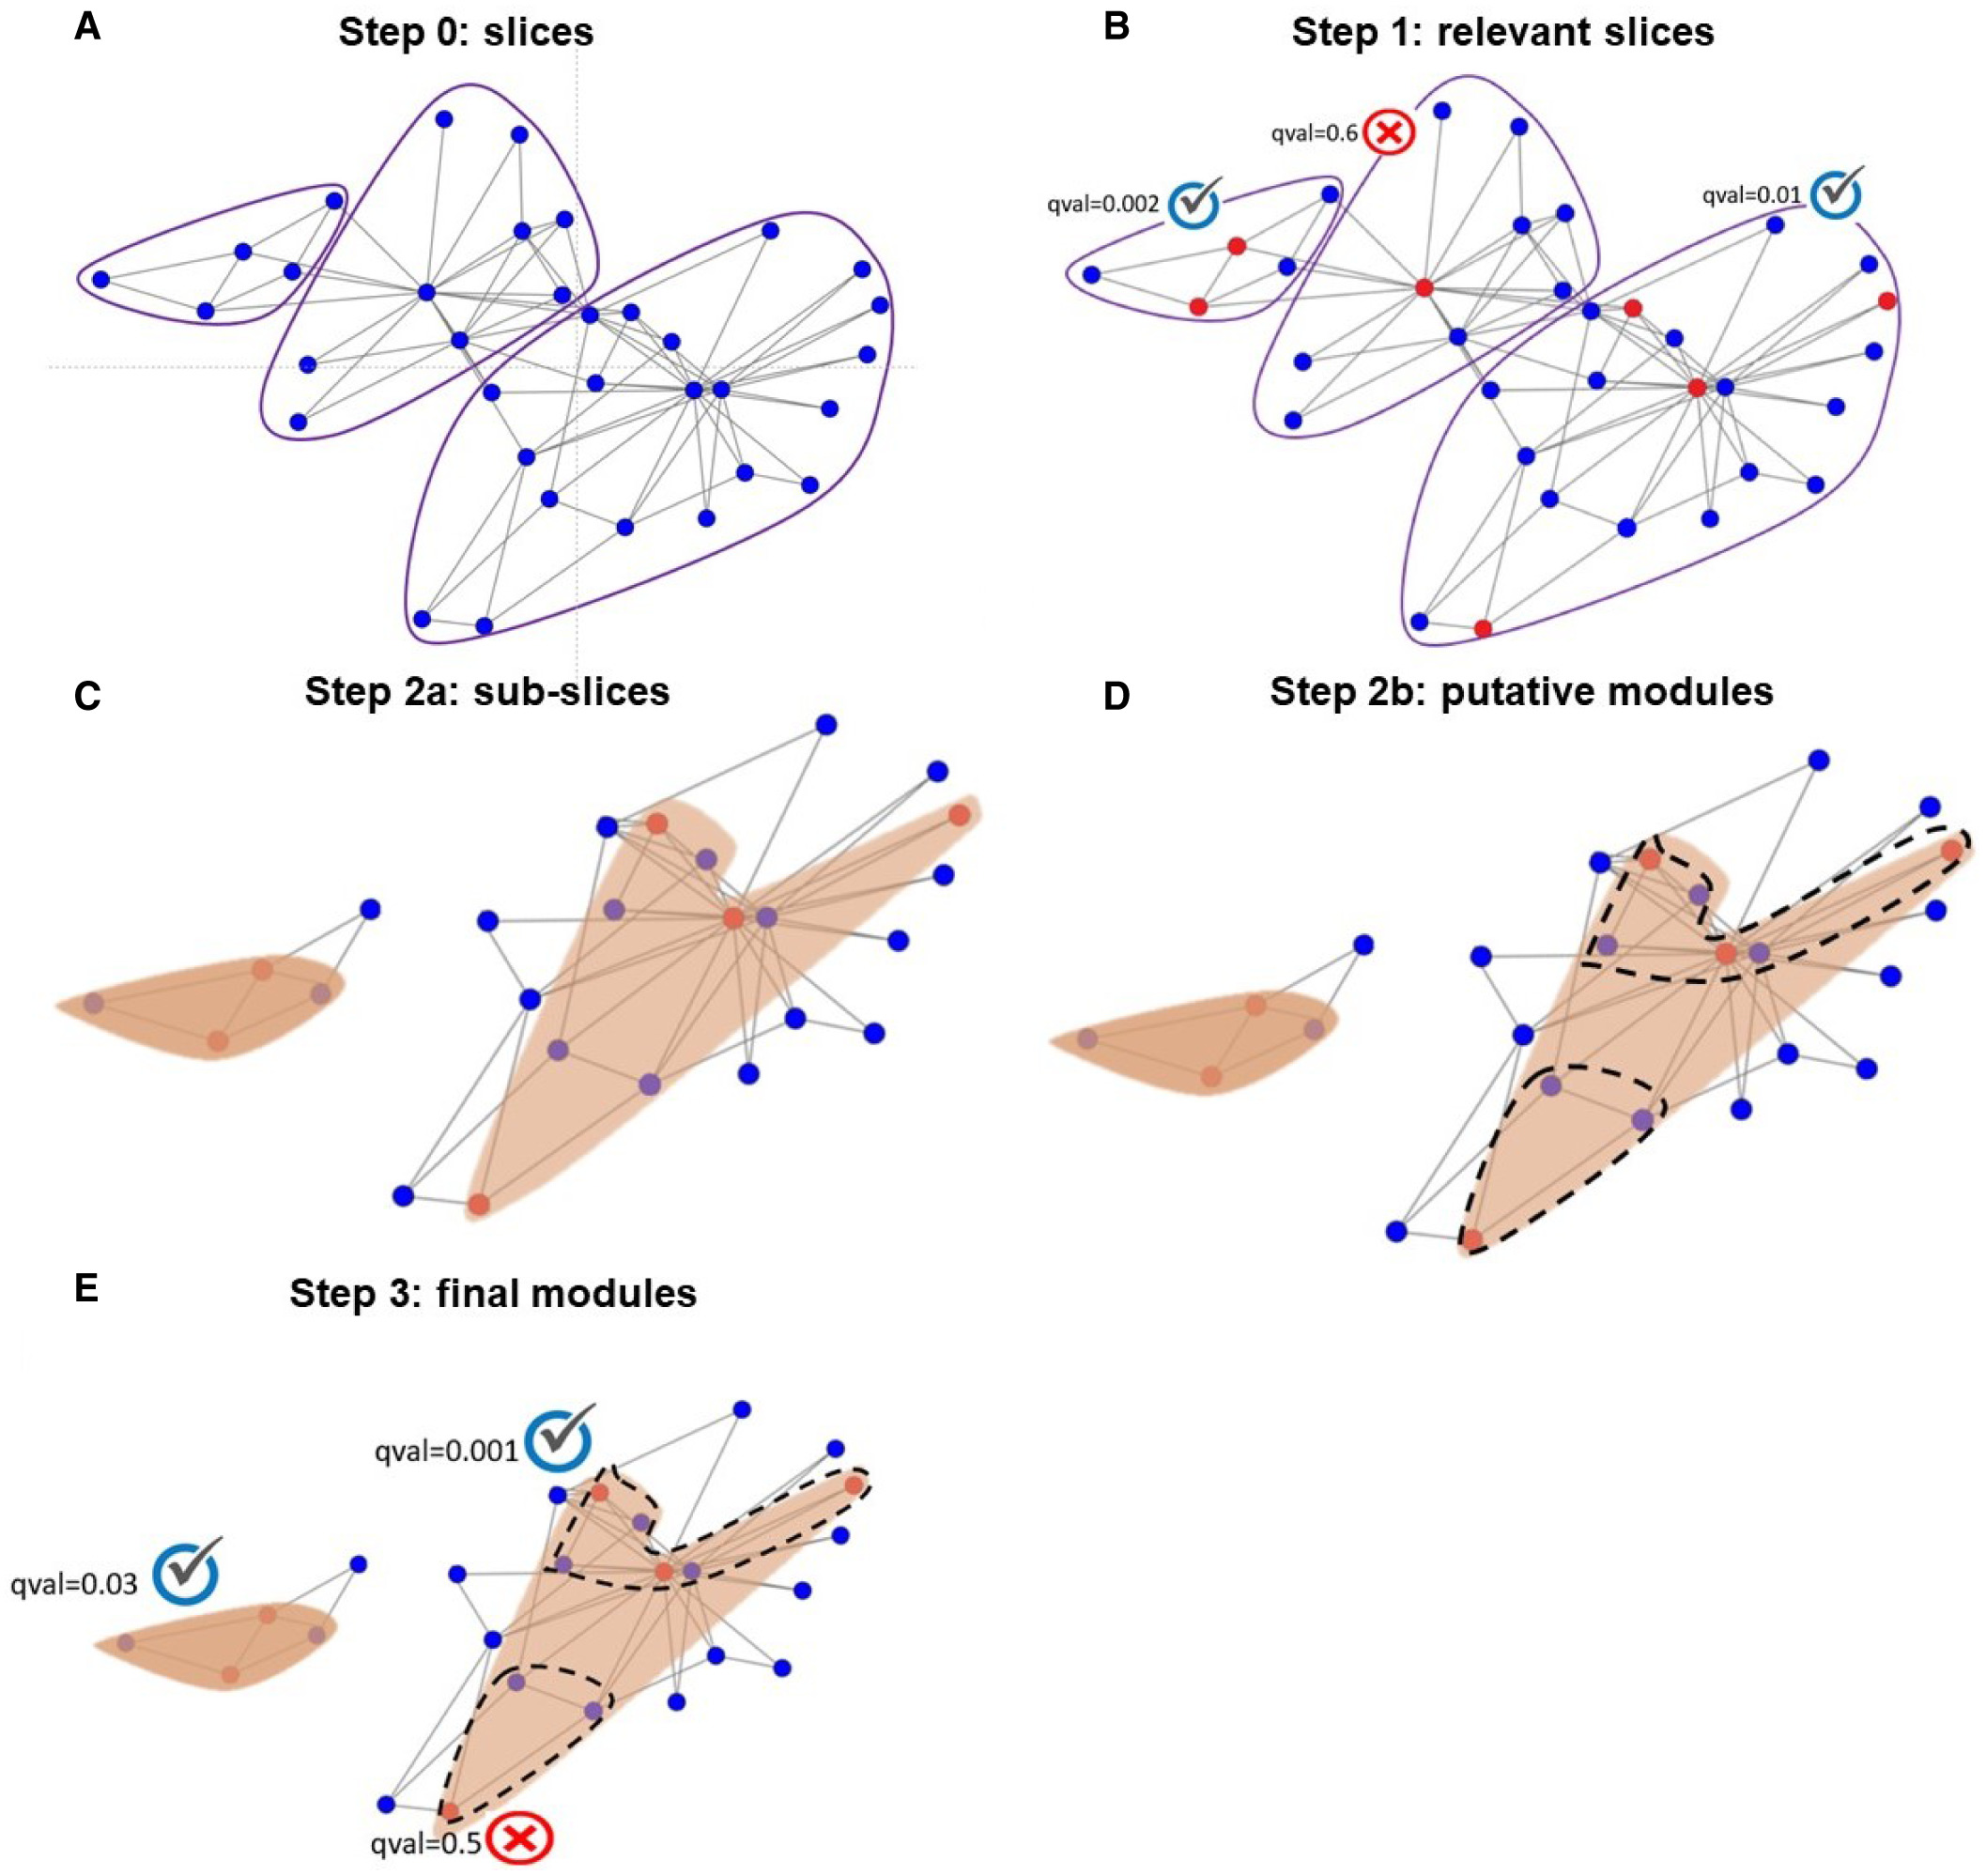 A
Step 0: slices
B
Step 1: relevant slices
qval=0.6
qval=0.002
qval=0.01
C
Step 2a: sub-slices
D
Step 2b: putative modules
E
Step 3: final modules
qval=0.001
qval=0.03
qval=0.5